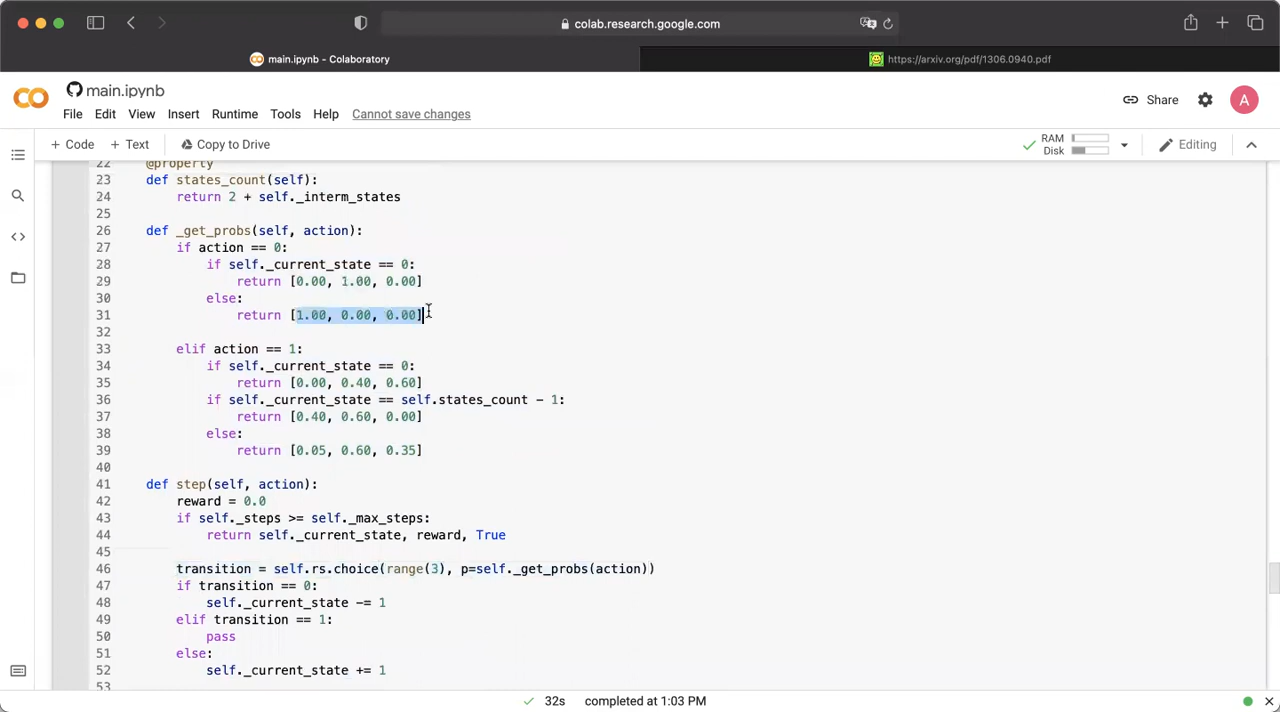 colab.research.google.com
main.ipynb - Colaboratory
https://arxiv.org/pdf/1306.0940.pdf
main.ipynb
File Edit View Insert Runtime Tools Help Cannot save changes
Share
A
+ Code + Text Copy to Drive
RAM
Disk
Editing
22 @property
23 def states_count(self):
24 return 2 + self._interm_states
25
26 def _get_probs(self, action):
27 if action == 0:
28 if self._current_state == 0:
29 return [0.00, 1.00, 0.00]
30 else:
31 return [1.00, 0.00, 0.00]
32
33 elif action == 1:
34 if self._current_state == 0:
35 return [0.00, 0.40, 0.60]
36 if self._current_state == self.states_count - 1:
37 return [0.40, 0.60, 0.00]
38 else:
39 return [0.05, 0.60, 0.35]
40
41 def step(self, action):
42 reward = 0.0
43 if self._steps >= self._max_steps:
44 return self._current_state, reward, True
45
46 transition = self.rs.choice(range(3), p=self._get_probs(action))
47 if transition == 0:
48 self._current_state -= 1
49 elif transition == 1:
50 pass
51 else:
52 self._current_state += 1
53
32s completed at 1:03 PM